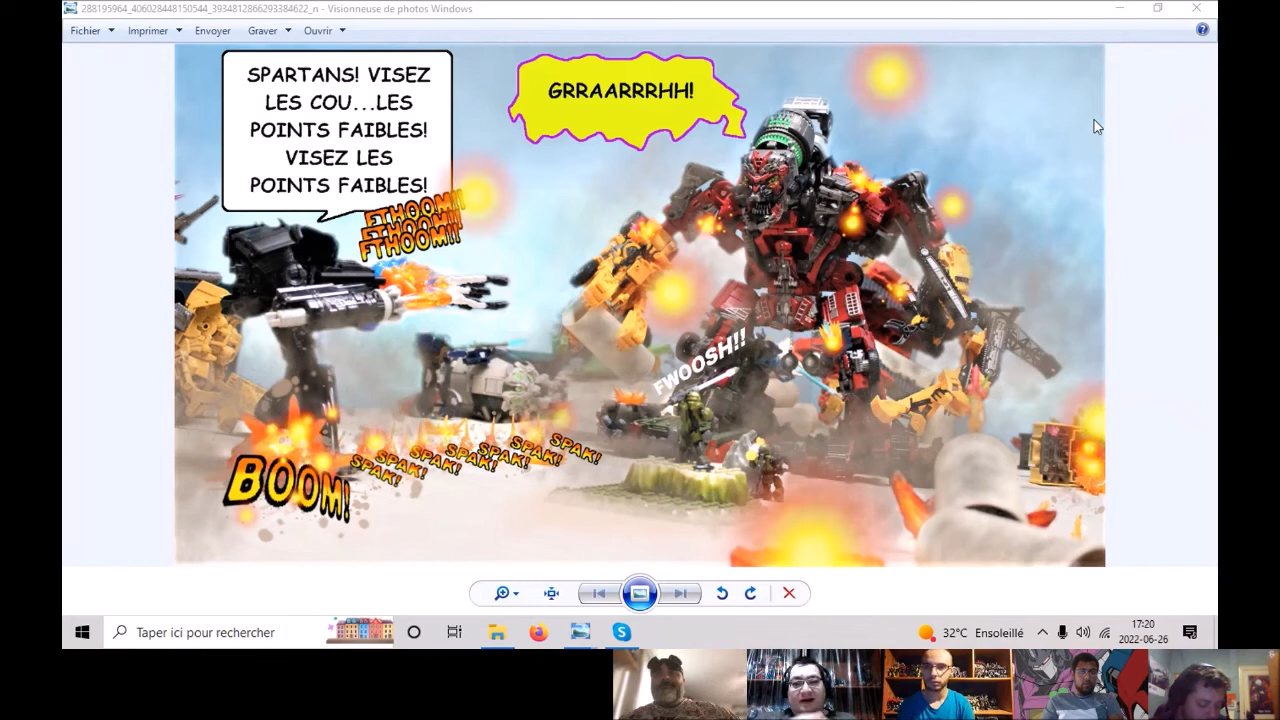 288195964_406028448150544_3934812866293384622_n - Visionneuse de photos Windows
Fichier Imprimer Envoyer Graver Ouvrir
SPARTANS! VISEZ
LES COU...LES
POINTS FAIBLES!
VISEZ LES
POINTS FAIBLES!
GRRAARRRHH!
FTHOOM!!
FTHOOM!!
FTHOOM!!
FWOOSH!!
BOOM!
SPAK!
SPAK!
SPAK!
SPAK!
SPAK!
SPAK!
SPAK!
Taper ici pour rechercher
32°C Ensoleillé
17:20
2022-06-26